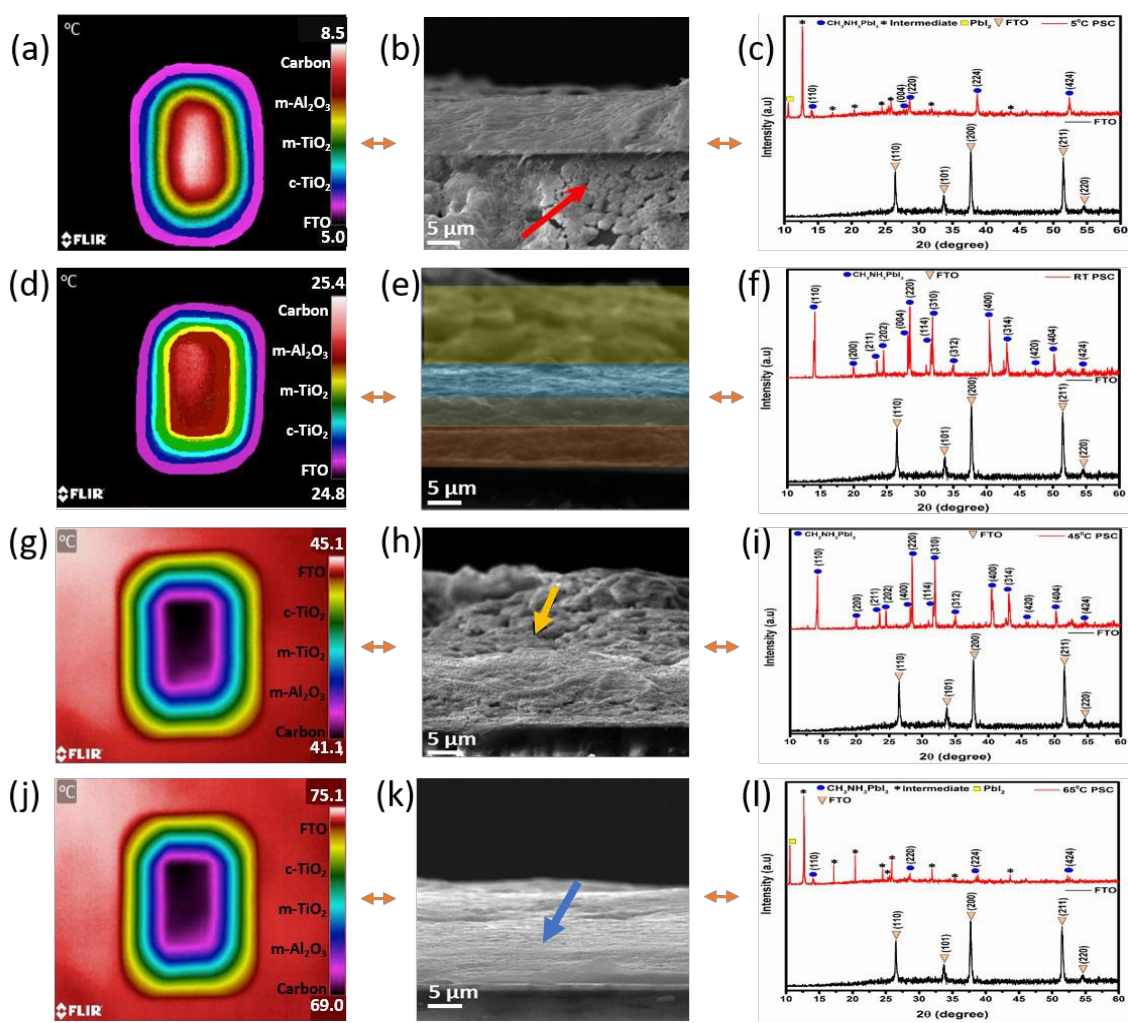 (a)
°C
8.5
Carbon
m-Al₂O₃
m-TiO₂
c-TiO₂
FTO
5.0
FLIR
(b)
5 µm
(c)
CH₃NH₃PbI₃ * Intermediate PbI₂ FTO
5°C PSC
*
(110)
* * * *
(004)
(220)
*
(224)
*
(424)
FTO
(110)
(101)
(200)
(211)
(220)
Intensity (a.u)
10 15 20 25 30 35 40 45 50 55 60
2θ (degree)
(d)
°C
25.4
Carbon
m-Al₂O₃
m-TiO₂
c-TiO₂
FTO
24.8
FLIR
(e)
5 µm
(f)
CH₃NH₃PbI₃ FTO
RT PSC
(110)
(200)
(211)
(202)
(004)
(220)
(114)
(310)
(312)
(400)
(314)
(420)
(404)
(424)
FTO
(110)
(101)
(200)
(211)
(220)
Intensity (a.u)
10 15 20 25 30 35 40 45 50 55 60
2θ (degree)
(g)
°C
45.1
FTO
c-TiO₂
m-TiO₂
m-Al₂O₃
Carbon
41.1
FLIR
(h)
5 µm
(i)
CH₃NH₃PbI₃ FTO
45°C PSC
(110)
(200)
(211)
(202)
(400)
(220)
(114)
(310)
(312)
(400)
(314)
(420)
(404)
(424)
FTO
(110)
(101)
(200)
(211)
(220)
Intensity (a.u)
10 15 20 25 30 35 40 45 50 55 60
2θ (degree)
(j)
°C
75.1
FTO
c-TiO₂
m-TiO₂
m-Al₂O₃
Carbon
69.0
FLIR
(k)
5 µm
(l)
CH₃NH₃PbI₃ * Intermediate PbI₂
FTO
65°C PSC
*
(110)
* * * * *
(220)
* *
(224)
*
(424)
FTO
(110)
(101)
(200)
(211)
(220)
Intensity (a.u)
10 15 20 25 30 35 40 45 50 55 60
2θ (degree)